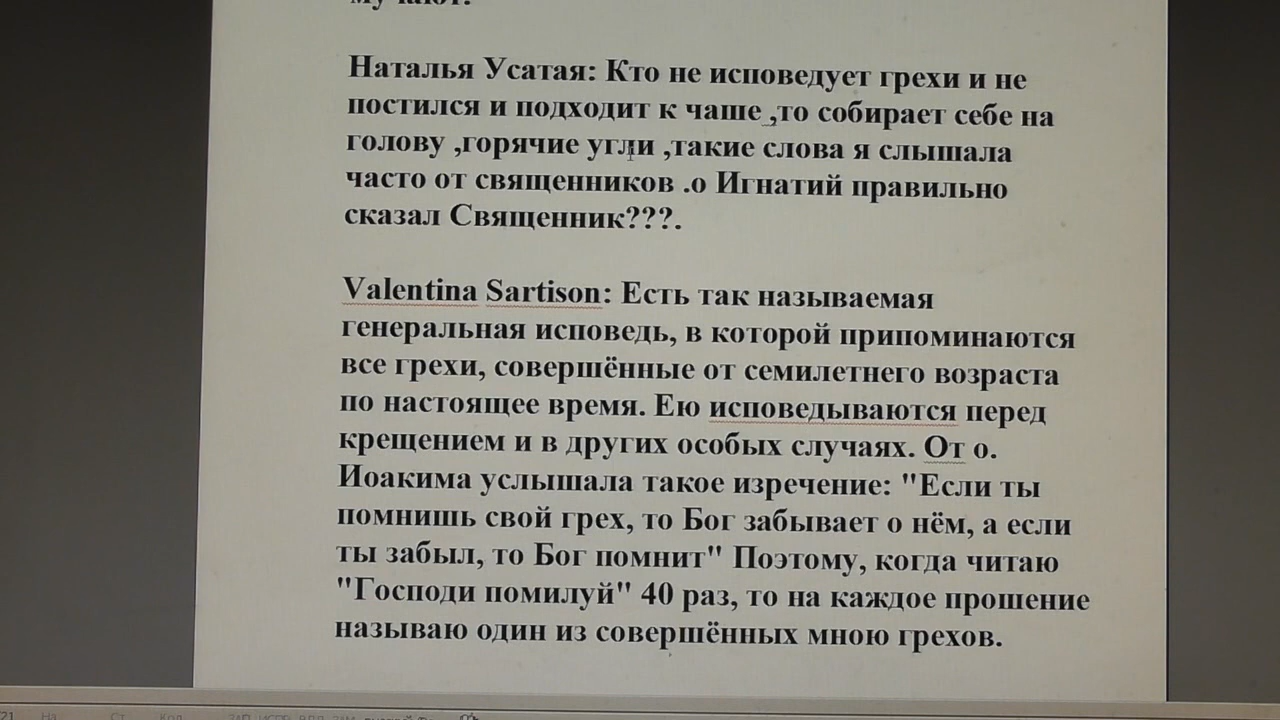 мучают.
Наталья Усатая: Кто не исповедует грехи и не
постился и подходит к чаше ,то собирает себе на
голову ,горячие угли ,такие слова я слышала
часто от священников .о Игнатий правильно
сказал Священник???.
Valentina Sartison: Есть так называемая
генеральная исповедь, в которой припоминаются
все грехи, совершённые от семилетнего возраста
по настоящее время. Ею исповедываются перед
крещением и в других особых случаях. От о.
Иоакима услышала такое изречение: "Если ты
помнишь свой грех, то Бог забывает о нём, а если
ты забыл, то Бог помнит" Поэтому, когда читаю
"Господи помилуй" 40 раз, то на каждое прошение
называю один из совершённых мною грехов.